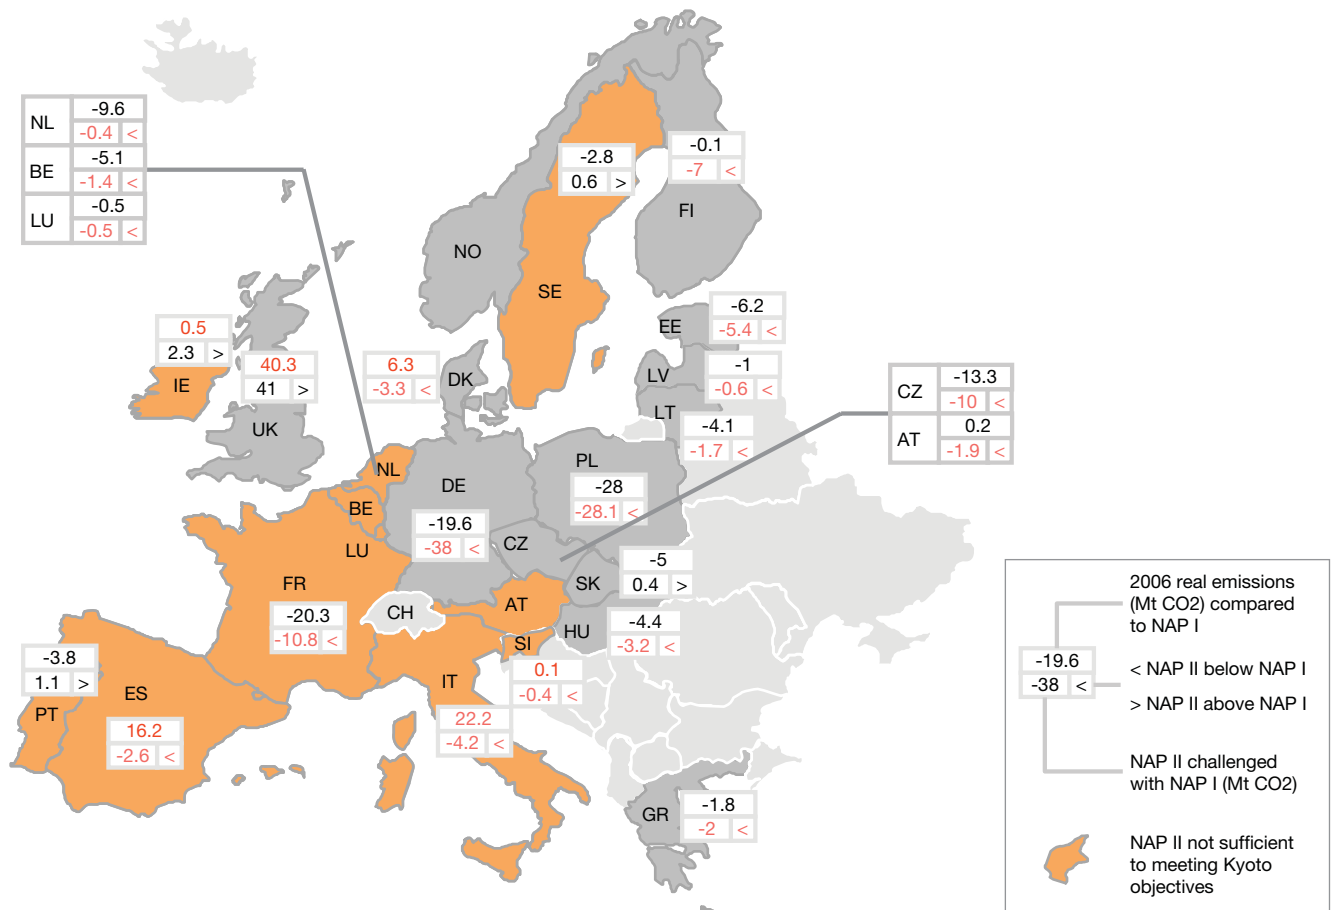 NL
-9.6
-0.4 <
BE
-5.1
-1.4 <
LU
-0.5
-0.5 <
-2.8
0.6 >
-0.1
-7 <
FI
NO
SE
-6.2
-5.4 <
EE
0.5
2.3 >
IE
40.3
41 >
UK
6.3
-3.3 <
DK
-1
-0.6 <
LV
LT
-4.1
-1.7 <
CZ
-13.3
-10 <
AT
0.2
-1.9 <
NL
BE
LU
DE
-19.6
-38 <
PL
-28
-28.1 <
CZ
SK
-5
0.4 >
FR
-20.3
-10.8 <
CH
AT
HU
-4.4
-3.2 <
SI
0.1
-0.4 <
-3.8
1.1 >
PT
ES
16.2
-2.6 <
IT
22.2
-4.2 <
GR
-1.8
-2 <
2006 real emissions
(Mt CO2) compared
to NAP I
-19.6
-38 <
< NAP II below NAP I
> NAP II above NAP I
NAP II challenged
with NAP I (Mt CO2)
NAP II not sufficient
to meeting Kyoto
objectives